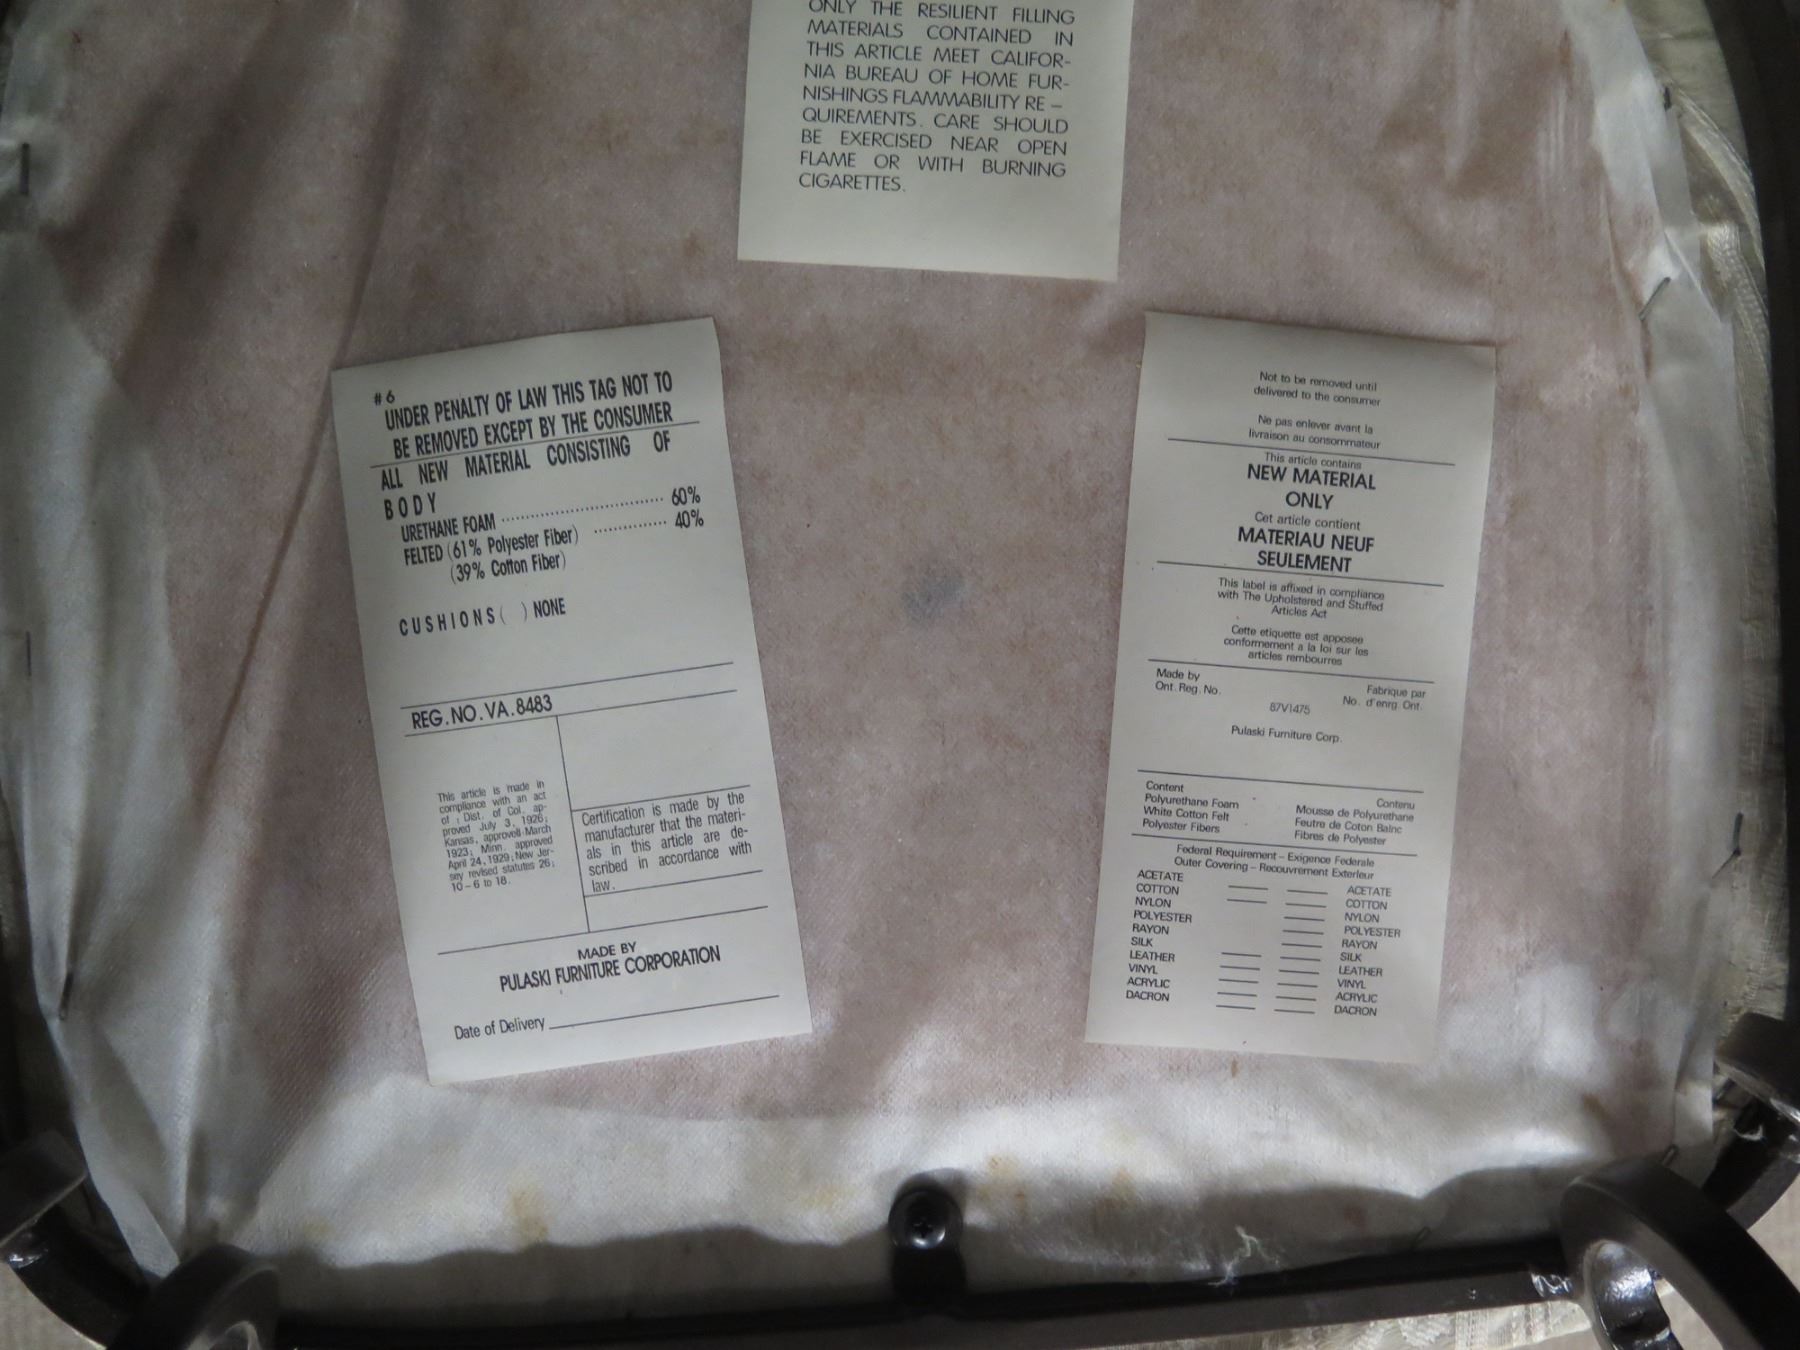 ONLY THE RESILIENT FILLING
MATERIALS CONTAINED IN
THIS ARTICLE MEET CALIFOR-
NIA BUREAU OF HOME FUR-
NISHINGS FLAMMABILITY RE –
QUIREMENTS. CARE SHOULD
BE EXERCISED NEAR OPEN
FLAME OR WITH BURNING
CIGARETTES.
# 6
UNDER PENALTY OF LAW THIS TAG NOT TO
BE REMOVED EXCEPT BY THE CONSUMER
ALL NEW MATERIAL CONSISTING OF
BODY
URETHANE FOAM .............................. 60%
FELTED (61% Polyester Fiber) .............. 40%
(39% Cotton Fiber)
CUSHIONS ( ) NONE
REG.NO.VA.8483
This article is made in
compliance with an act
of : Dist. of Col., ap-
proved July 3, 1926;
Kansas, approvell March
1923; Minn. approved
April 24, 1929; New Jer-
sey revised statutes 26;
10 – 6 to 18.
Certification is made by the
manufacturer that the materi-
als in this article are de-
scribed in accordance with
law.
MADE BY
PULASKI FURNITURE CORPORATION
Date of Delivery
Not to be removed until
delivered to the consumer
Ne pas enlever avant la
livraison au consommateur
This article contains
NEW MATERIAL
ONLY
Cet article contient
MATERIAU NEUF
SEULEMENT
This label is affixed in compliance
with The Upholstered and Stuffed
Articles Act
Cette etiquette est apposee
conformement a la loi sur les
articles rembourres
Made by Fabrique par
Ont. Reg. No. No. d'enrg. Ont.
87V1475
Pulaski Furniture Corp.
Content Contenu
Polyurethane Foam Mousse de Polyurethane
White Cotton Felt Feutre de Coton Balnc
Polyester Fibers Fibres de Polyester
Federal Requirement – Exigence Federale
Outer Covering – Recouvrement Exterleur
ACETATE ACETATE
COTTON COTTON
NYLON NYLON
POLYESTER POLYESTER
RAYON RAYON
SILK SILK
LEATHER LEATHER
VINYL VINYL
ACRYLIC ACRYLIC
DACRON DACRON